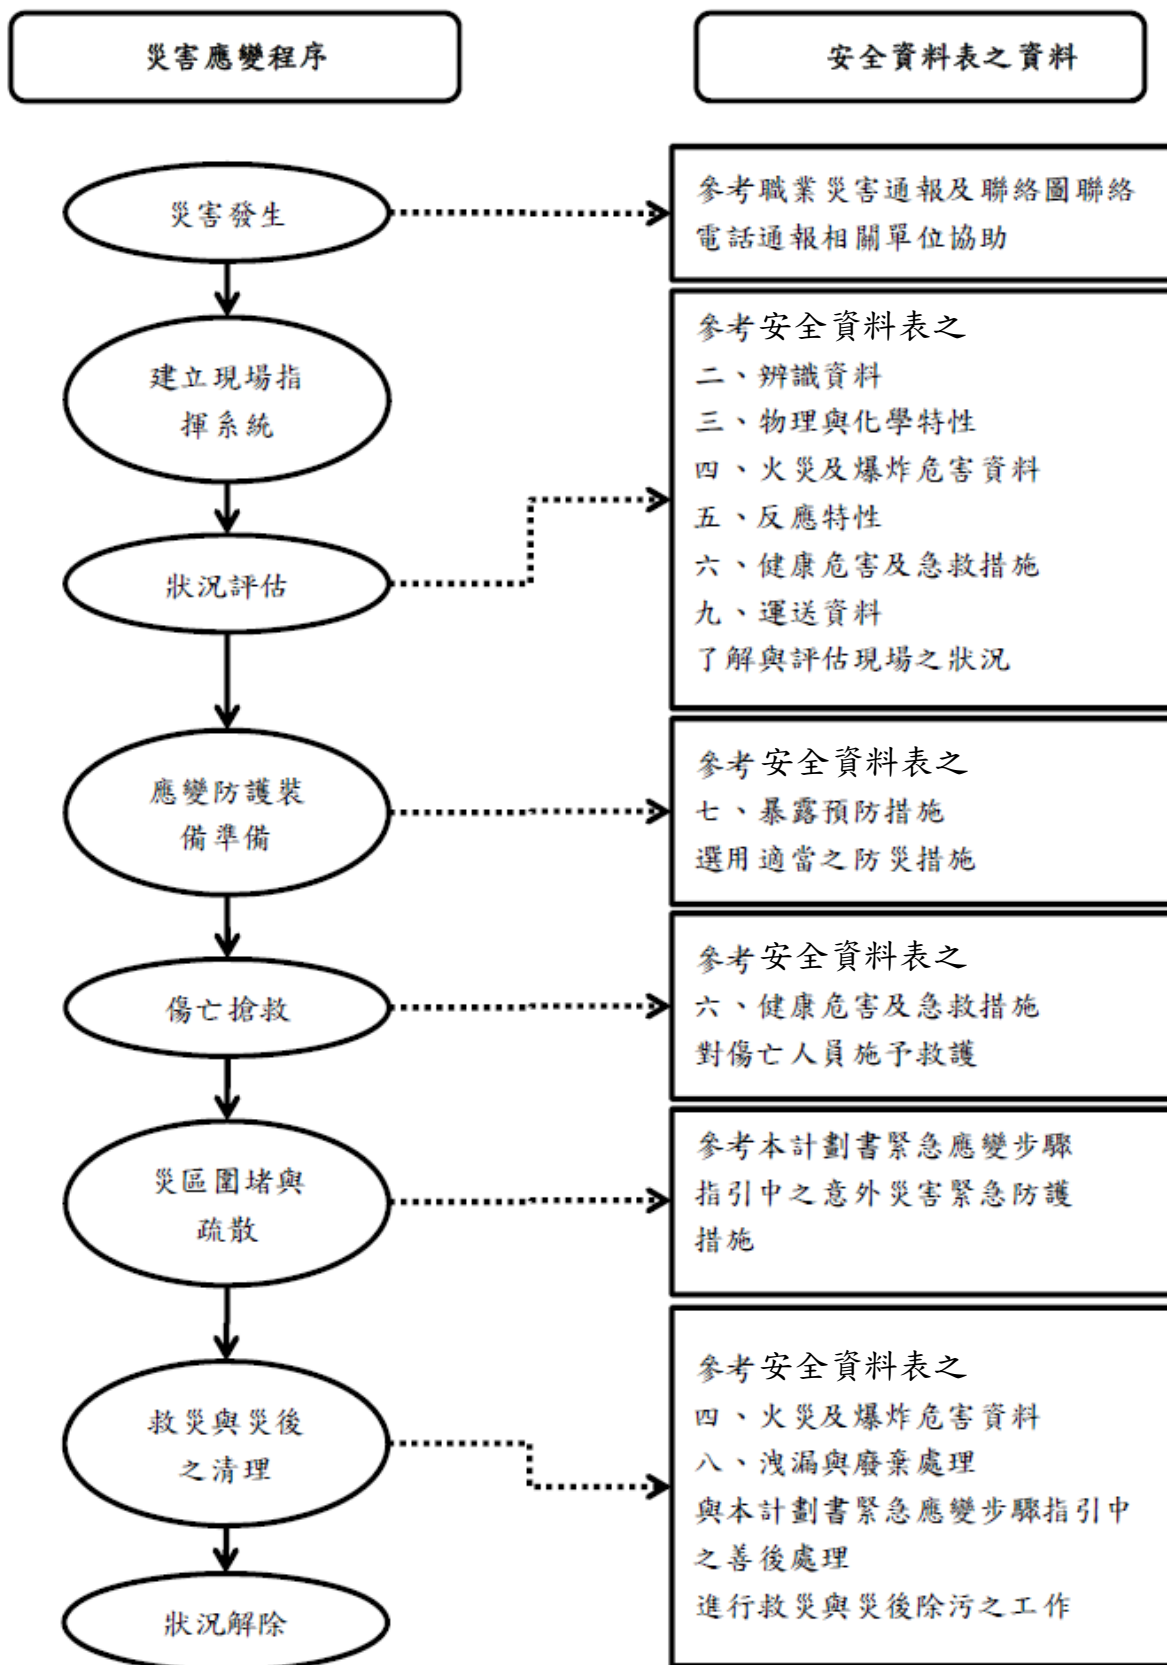 災害應變程序
安全資料表之資料
災害發生
參考職業災害通報及聯絡圖聯絡
電話通報相關單位協助
建立現場指
揮系統
參考安全資料表之
二、辨識資料
三、物理與化學特性
四、火災及爆炸危害資料
五、反應特性
六、健康危害及急救措施
九、運送資料
了解與評估現場之狀況
狀況評估
應變防護裝
備準備
參考安全資料表之
七、暴露預防措施
選用適當之防災措施
傷亡搶救
參考安全資料表之
六、健康危害及急救措施
對傷亡人員施予救護
災區圍堵與
疏散
參考本計劃書緊急應變步驟
指引中之意外災害緊急防護
措施
救災與災後
之清理
參考安全資料表之
四、火災及爆炸危害資料
八、洩漏與廢棄處理
與本計劃書緊急應變步驟指引中
之善後處理
進行救災與災後除污之工作
狀況解除